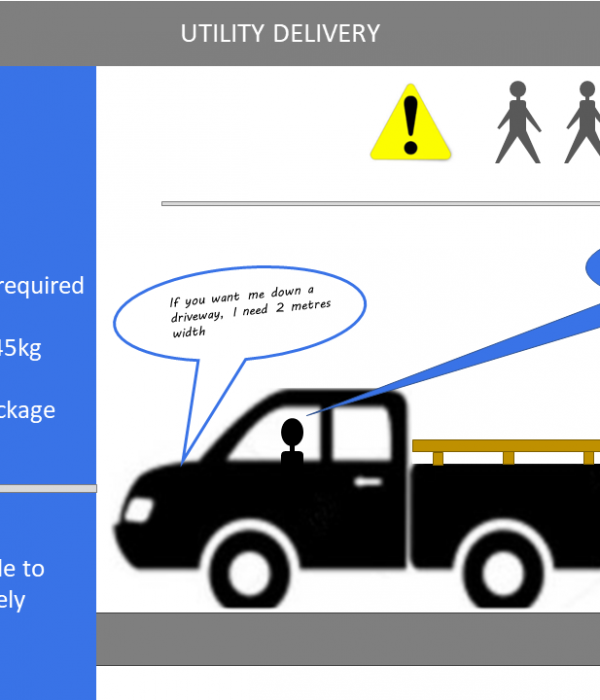 UTILITY DELIVERY
required
45kg
ckage
If you want me down a
driveway, I need 2 metres
width
le to
ely